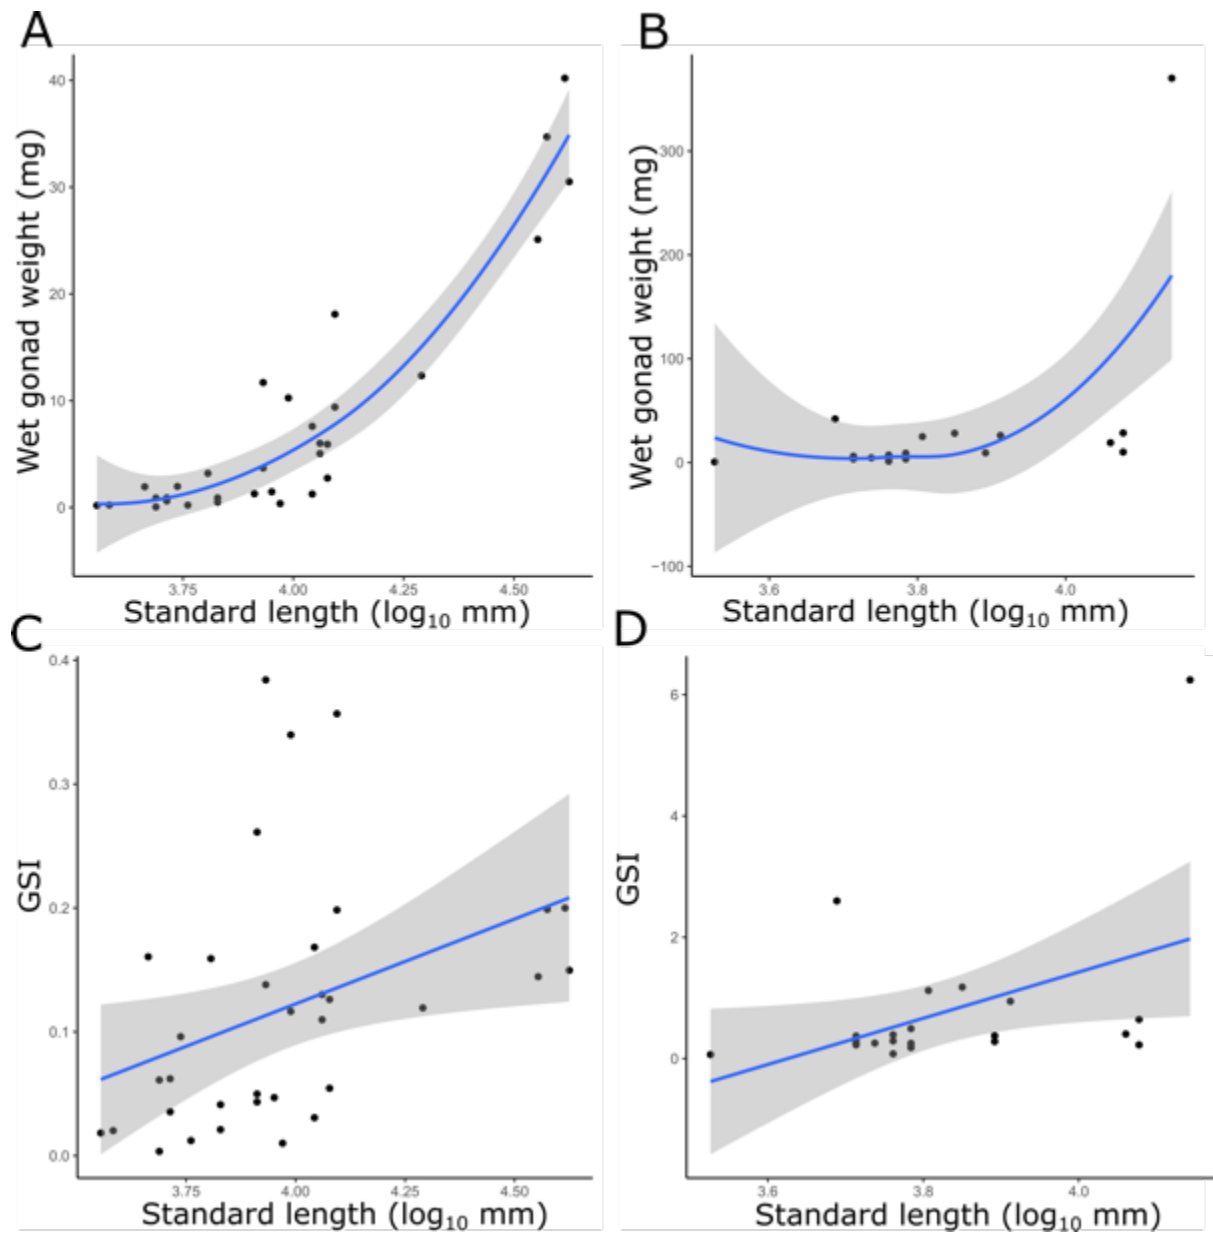 A
B
Wet gonad weight (mg)
40
30
20
10
0
3.75 4.00 4.25 4.50
Standard length (log₁₀ mm)
Wet gonad weight (mg)
300
200
100
0
−100
3.6 3.8 4.0
Standard length (log₁₀ mm)
C
D
GSI
0.4
0.3
0.2
0.1
0.0
3.75 4.00 4.25 4.50
Standard length (log₁₀ mm)
GSI
6
4
2
0
3.6 3.8 4.0
Standard length (log₁₀ mm)